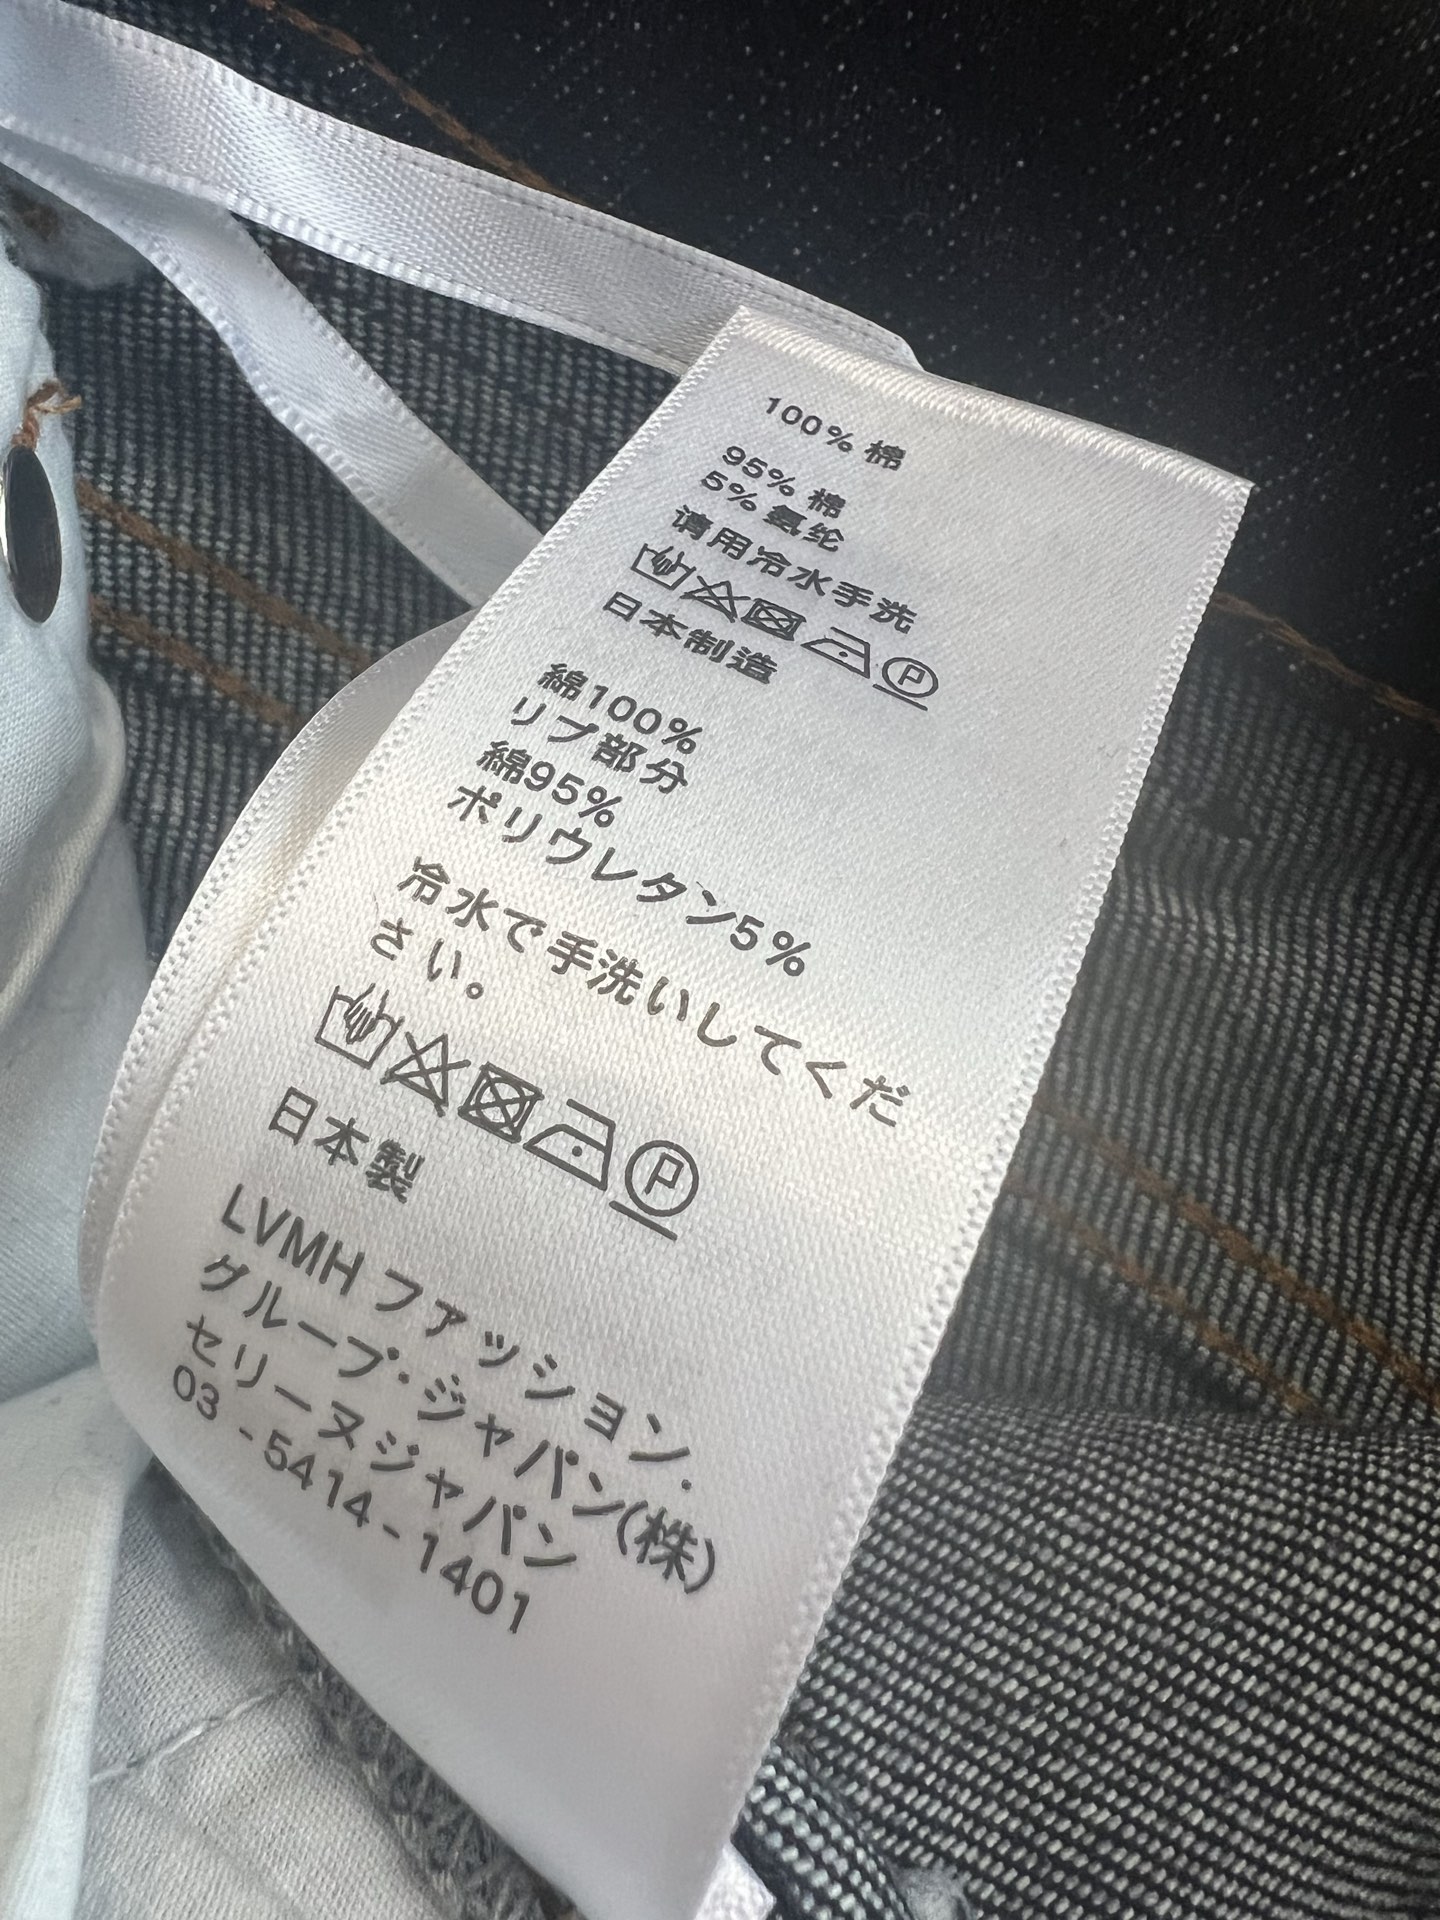 100% 棉
95% 棉
5% 氨纶
请用冷水手洗
P
日本制造
綿100%
リブ部分
綿95%
ポリウレタン5%
冷水で手洗いしてくだ
さい。
P
日本製
LVMH ファッション.
グループ・ジャパン(株)
セリーヌジャパン
03 - 5414 - 1401